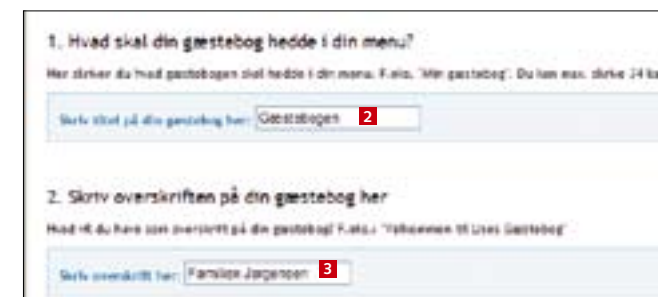 1. Hvad skal din gæstebog hedde i din menu?
Her skriver du hvad gæstebogen skal hedde i din menu. F.eks. "Min gæstebog". Du kan max. skrive 24
Skriv titel på din gæstebog her: Gæstebogen 2
2. Skriv overskriften på din gæstebog her
Hvad vil du have som overskrift på din gæstebog? F.eks.: "Velkommen til Lines Gæstebog"
Skriv overskrift her: Familien Jørgensen 3